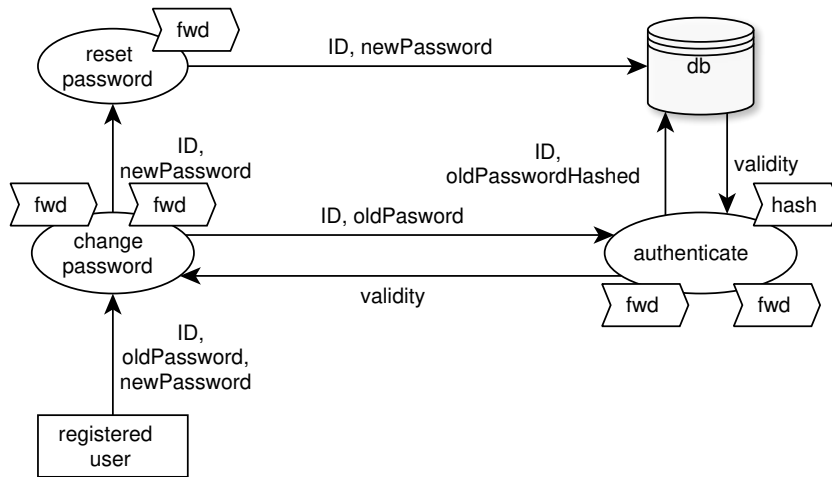 fwd
reset
password
ID, newPassword
db
ID,
newPassword
ID,
oldPasswordHashed
validity
fwd
fwd
hash
change
password
ID, oldPasword
authenticate
validity
fwd
fwd
ID,
oldPassword,
newPassword
registered
user